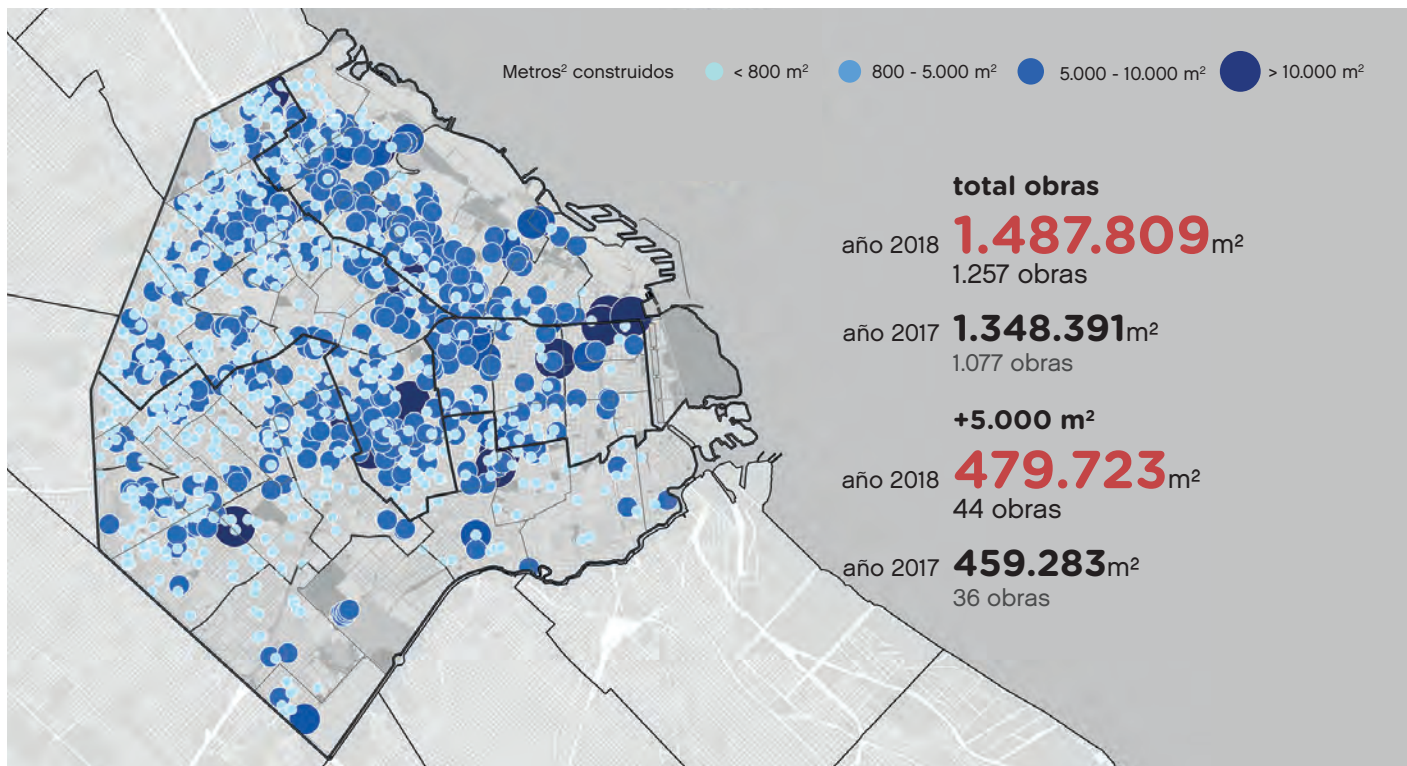 Metros² construidos < 800 m² 800 - 5.000 m² 5.000 - 10.000 m² > 10.000 m²
total obras
año 2018 1.487.809m²
1.257 obras
año 2017 1.348.391m²
1.077 obras
+5.000 m²
año 2018 479.723m²
44 obras
año 2017 459.283m²
36 obras